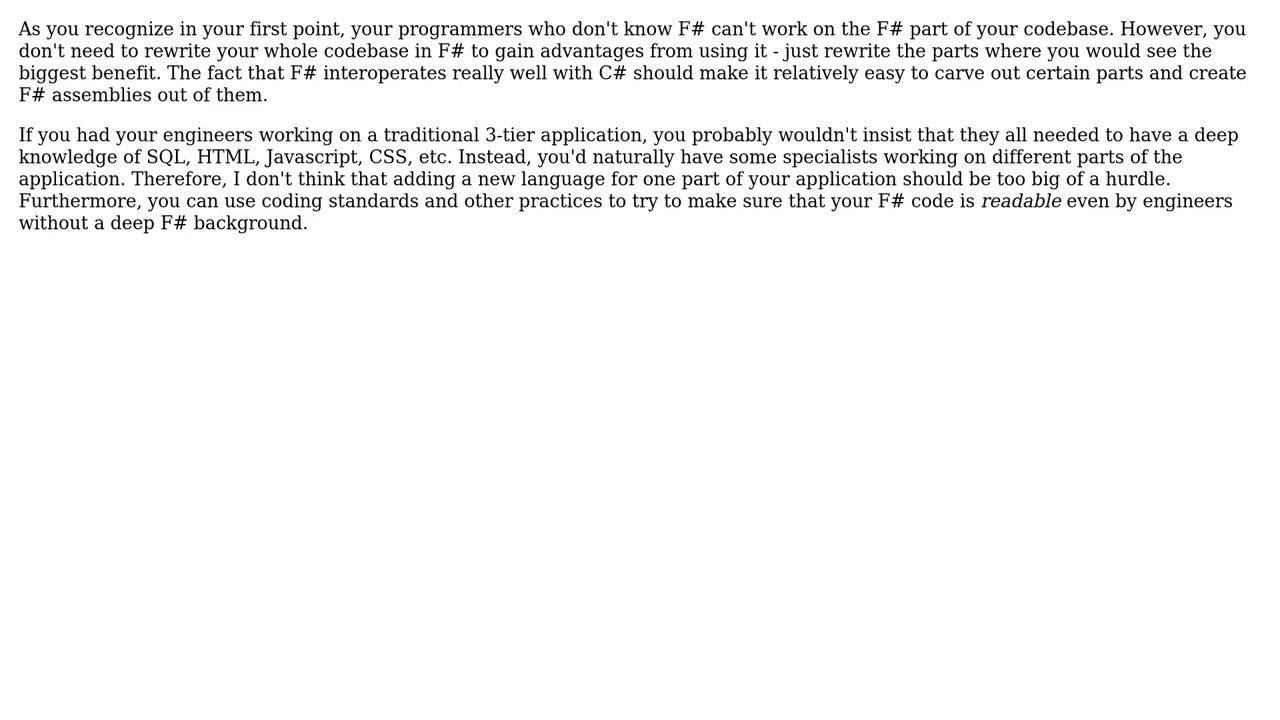 As you recognize in your first point, your programmers who don't know F# can't work on the F# part of your codebase. However, you
don't need to rewrite your whole codebase in F# to gain advantages from using it - just rewrite the parts where you would see the
biggest benefit. The fact that F# interoperates really well with C# should make it relatively easy to carve out certain parts and create
F# assemblies out of them.
If you had your engineers working on a traditional 3-tier application, you probably wouldn't insist that they all needed to have a deep
knowledge of SQL, HTML, Javascript, CSS, etc. Instead, you'd naturally have some specialists working on different parts of the
application. Therefore, I don't think that adding a new language for one part of your application should be too big of a hurdle.
Furthermore, you can use coding standards and other practices to try to make sure that your F# code is readable even by engineers
without a deep F# background.